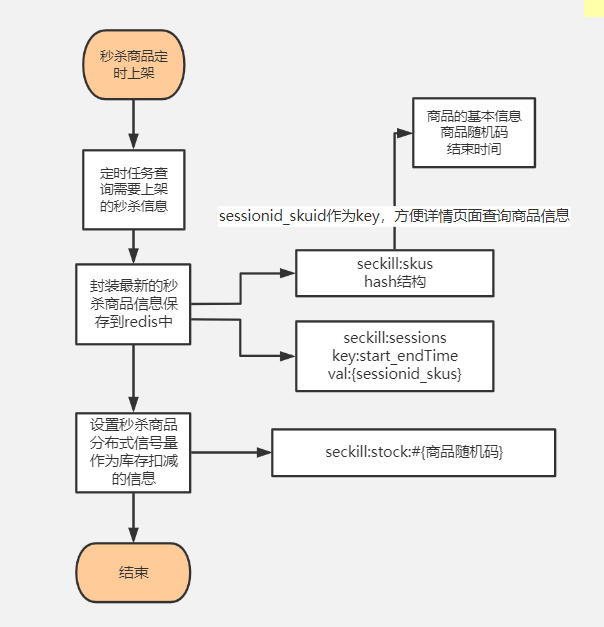 秒杀商品定
时上架
商品的基本信息
商品随机码
结束时间
定时任务查
询需要上架
的秒杀信息
sessionid_skuid作为key，方便详情页面查询商品信息
seckill:skus
hash结构
封装最新的秒
杀商品信息保
存到redis中
seckill:sessions
key:start_endTime
val:{sessionid_skus}
设置秒杀商品
分布式信号量
作为库存扣减
的信息
seckill:stock:#{商品随机码}
结束